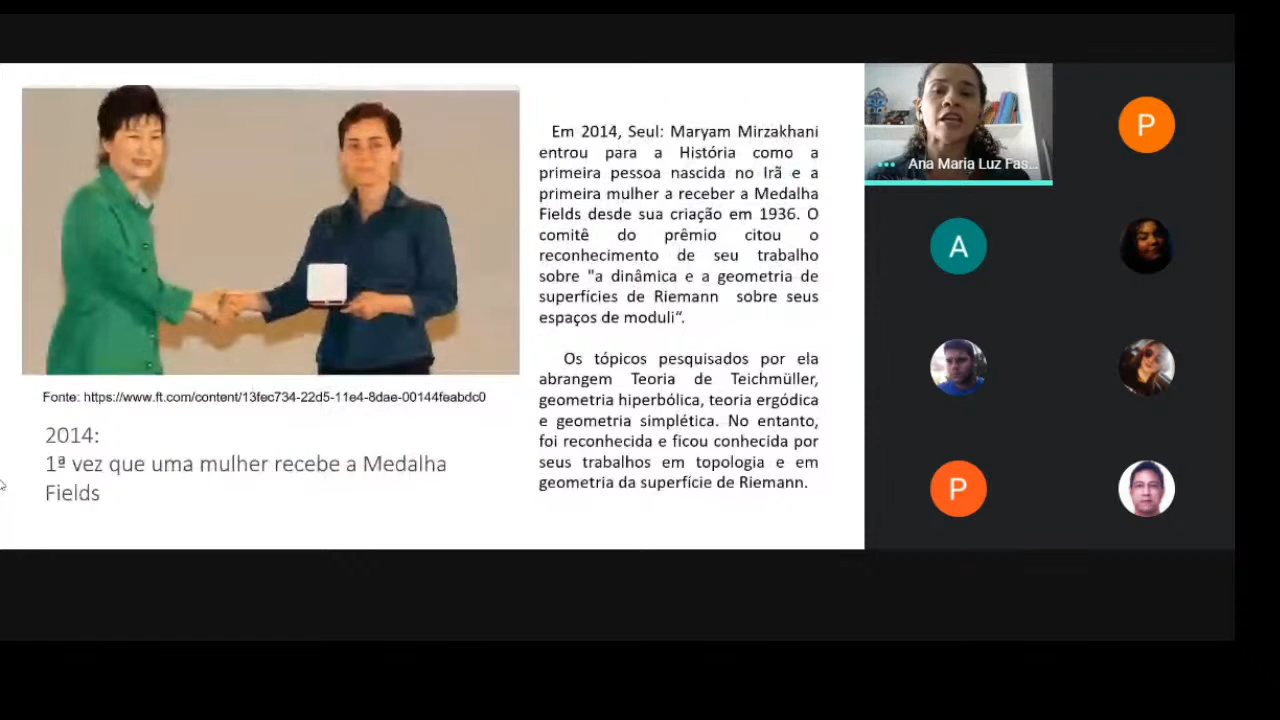 Em 2014, Seul: Maryam Mirzakhani
entrou para a História como a
primeira pessoa nascida no Irã e a
primeira mulher a receber a Medalha
Fields desde sua criação em 1936. O
comitê do prêmio citou o
reconhecimento de seu trabalho
sobre "a dinâmica e a geometria de
superfícies de Riemann sobre seus
espaços de moduli“.
Os tópicos pesquisados por ela
abrangem Teoria de Teichmüller,
geometria hiperbólica, teoria ergódica
e geometria simplética. No entanto,
foi reconhecida e ficou conhecida por
seus trabalhos em topologia e em
geometria da superfície de Riemann.
Fonte: https://www.ft.com/content/13fec734-22d5-11e4-8dae-00144feabdc0
2014:
1ª vez que uma mulher recebe a Medalha
Fields
Ana Maria Luz Fas...
P
A
P